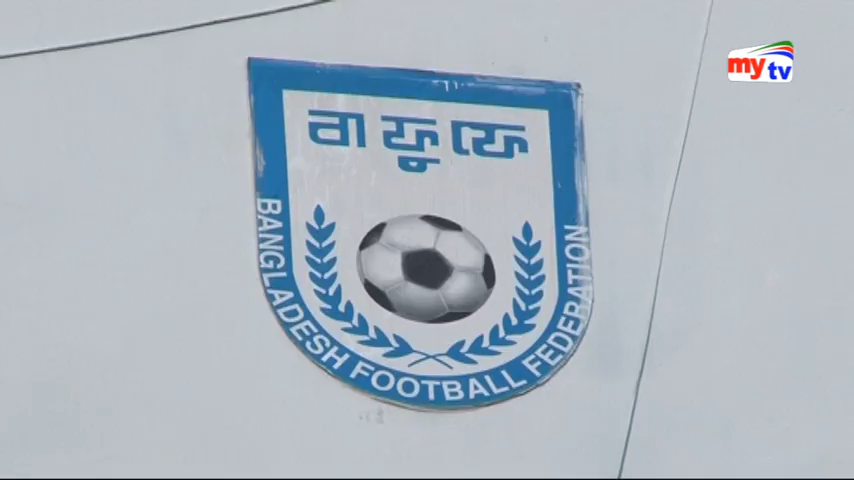 my tv
বাফুফে
BANGLADESH FOOTBALL FEDERATION